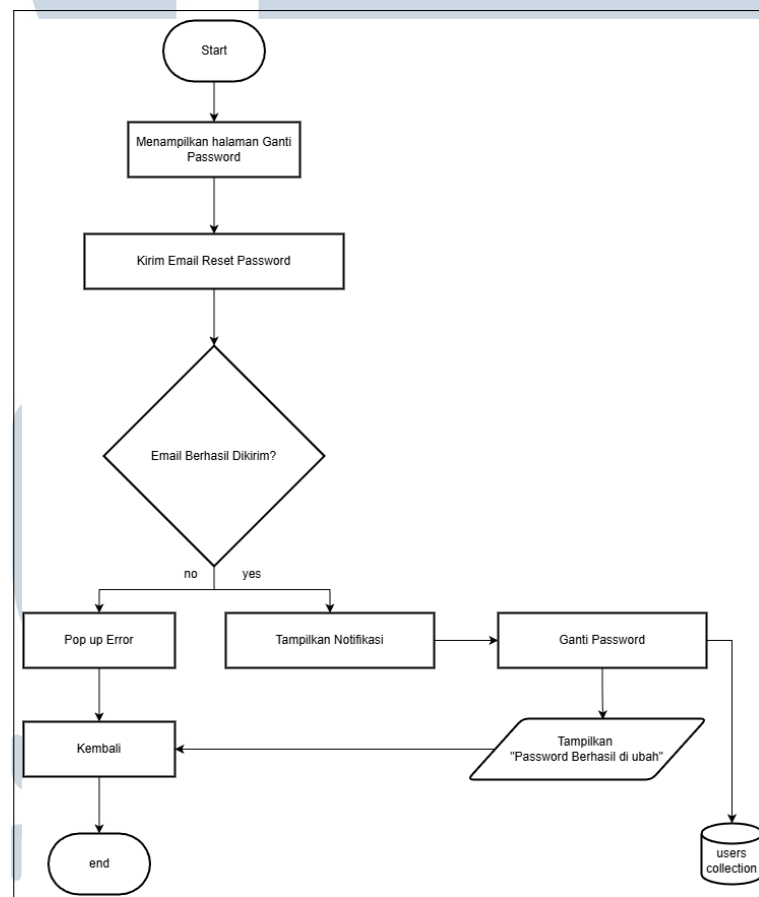 Start
Menampilkan halaman Ganti
Password
Kirim Email Reset Password
Email Berhasil Dikirim?
no
yes
Pop up Error
Tampilkan Notifikasi
Ganti Password
Kembali
Tampilkan
"Password Berhasil di ubah"
end
users
collection